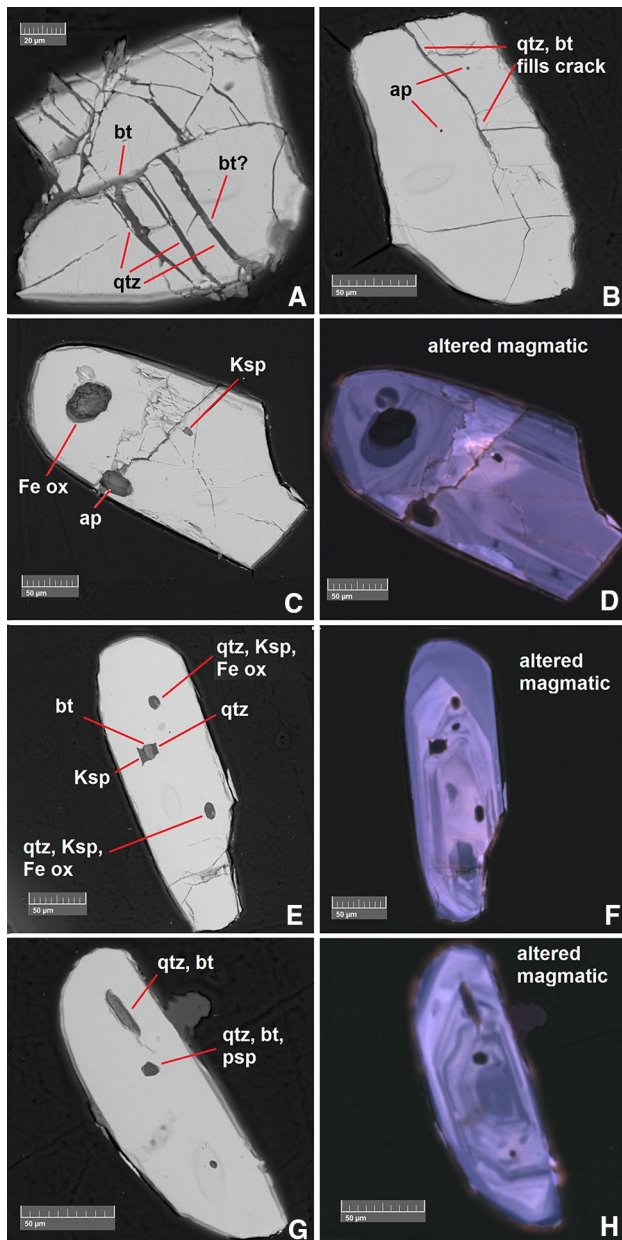 20 µm
bt
bt?
qtz
A
qtz, bt
fills crack
ap
50 µm
B
Ksp
Fe ox
ap
50 µm
C
altered magmatic
50 µm
D
qtz, Ksp,
Fe ox
bt
qtz
Ksp
qtz, Ksp,
Fe ox
50 µm
E
altered
magmatic
50 µm
F
qtz, bt
qtz, bt,
psp
50 µm
G
altered
magmatic
50 µm
H